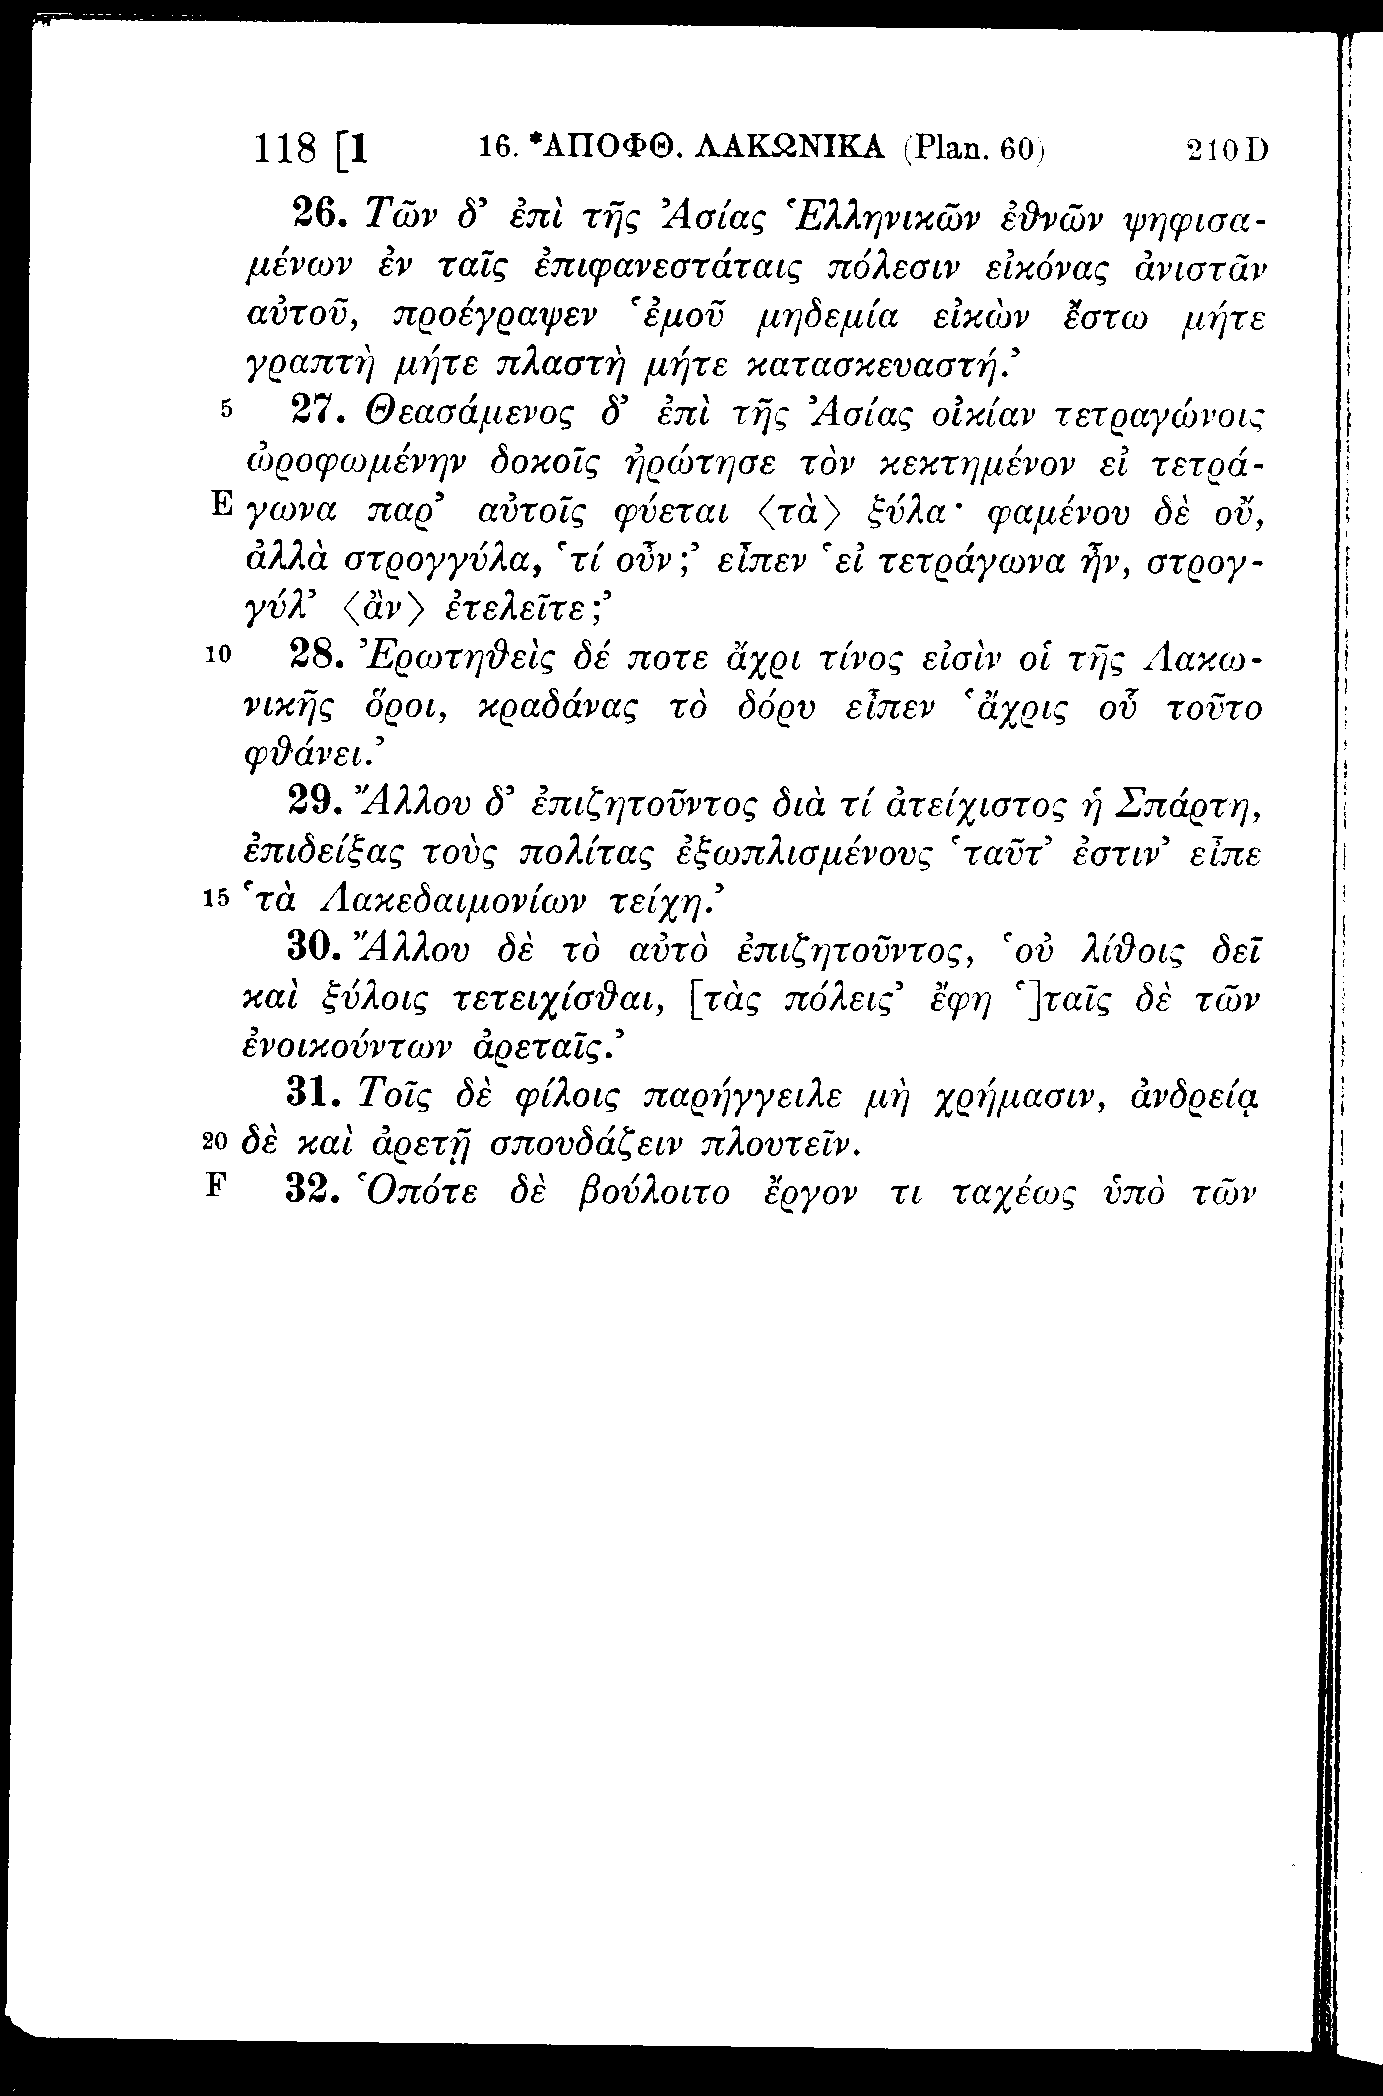 118 [1 16. *ΑΠΟΦΘ. ΛΑΚΩΝΙΚΑ (Plan. 60) 210 D
26. Τῶν δ’ ἐπὶ τῆς Ἀσίας Ἑλληνικῶν ἐθνῶν ψηφισα-
μένων ἐν ταῖς ἐπιφανεστάταις πόλεσιν εἰκόνας ἀνιστᾶν
αὐτοῦ, προέγραψεν ‘ἐμοῦ μηδεμία εἰκὼν ἔστω μήτε
γραπτὴ μήτε πλαστὴ μήτε κατασκευαστή.’
5 27. Θεασάμενος δ’ ἐπὶ τῆς Ἀσίας οἰκίαν τετραγώνοις
ὠροφωμένην δοκοῖς ἠρώτησε τὸν κεκτημένον εἰ τετρά-
E γωνα παρ’ αὐτοῖς φύεται 〈τὰ〉 ξύλα· φαμένου δὲ οὔ,
ἀλλὰ στρογγύλα, ‘τί οὖν;’ εἶπεν ‘εἰ τετράγωνα ἦν, στρογ-
γύλ’ 〈ἂν〉 ἐτελεῖτε;’
10 28. Ἐρωτηθεὶς δέ ποτε ἄχρι τίνος εἰσὶν οἱ τῆς Λακω-
νικῆς ὅροι, κραδάνας τὸ δόρυ εἶπεν ‘ἄχρις οὗ τοῦτο
φθάνει.’
29. Ἄλλου δ’ ἐπιζητοῦντος διὰ τί ἀτείχιστος ἡ Σπάρτη,
ἐπιδείξας τοὺς πολίτας ἐξωπλισμένους ‘ταῦτ’ ἐστιν’ εἶπε
15 ‘τὰ Λακεδαιμονίων τείχη.’
30. Ἄλλου δὲ τὸ αὐτὸ ἐπιζητοῦντος, ‘οὐ λίθοις δεῖ
καὶ ξύλοις τετειχίσθαι, [τὰς πόλεις’ ἔφη ‘]ταῖς δὲ τῶν
ἐνοικούντων ἀρεταῖς.’
31. Τοῖς δὲ φίλοις παρήγγειλε μὴ χρήμασιν, ἀνδρείᾳ
20 δὲ καὶ ἀρετῇ σπουδάζειν πλουτεῖν.
F 32. Ὁπότε δὲ βούλοιτο ἔργον τι ταχέως ὑπὸ τῶν